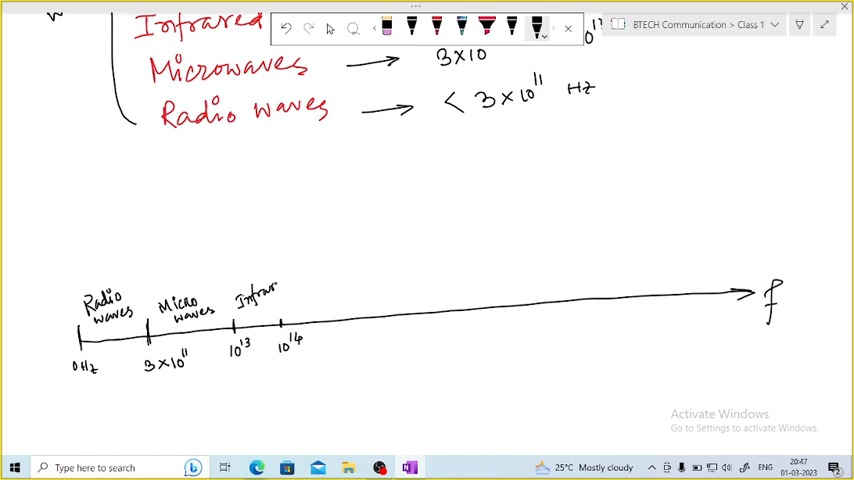 BTECH Communication > Class 1
Infrared
Microwaves → 3×10
Radio waves → < 3×10¹¹ Hz
Radio waves
Micro waves
Infrar
f
0Hz
3×10¹¹
10¹³
10¹⁴
Activate Windows
Go to Settings to activate Windows.
Type here to search
25°C Mostly cloudy
ENG
20:47
01-03-2023
2